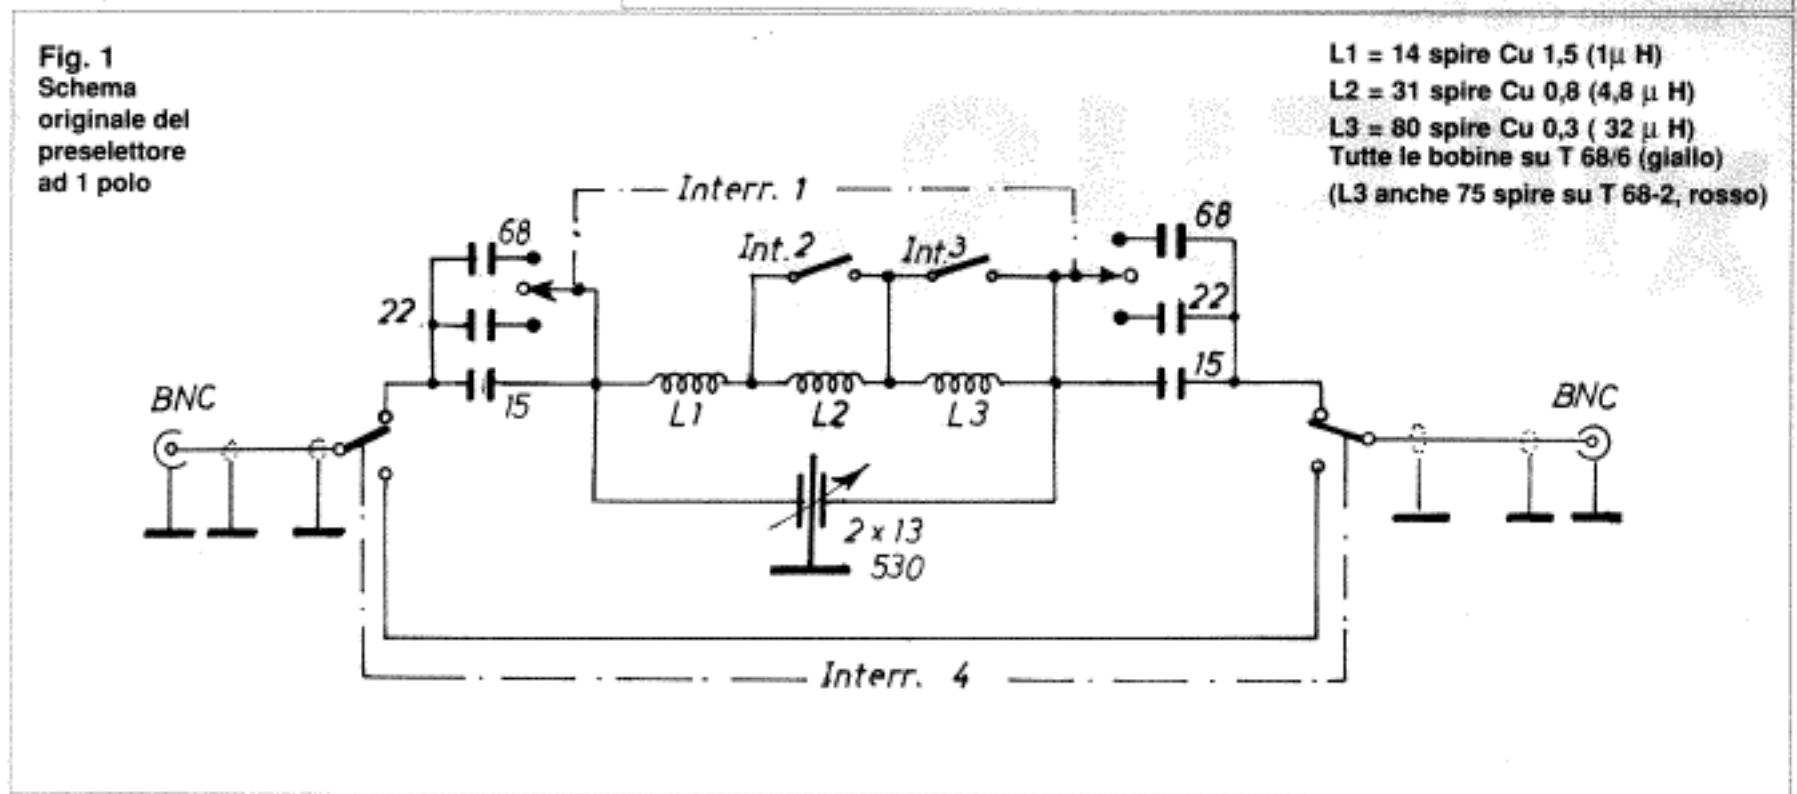 Fig. 1
Schema
originale del
preselettore
ad 1 polo
L1 = 14 spire Cu 1,5 (1μ H)
L2 = 31 spire Cu 0,8 (4,8 μ H)
L3 = 80 spire Cu 0,3 ( 32 μ H)
Tutte le bobine su T 68/6 (giallo)
(L3 anche 75 spire su T 68-2, rosso)
Interr. 1
68
Int.2
Int.3
68
22
22
15
15
BNC
L1
L2
L3
BNC
2 x 13
530
Interr. 4